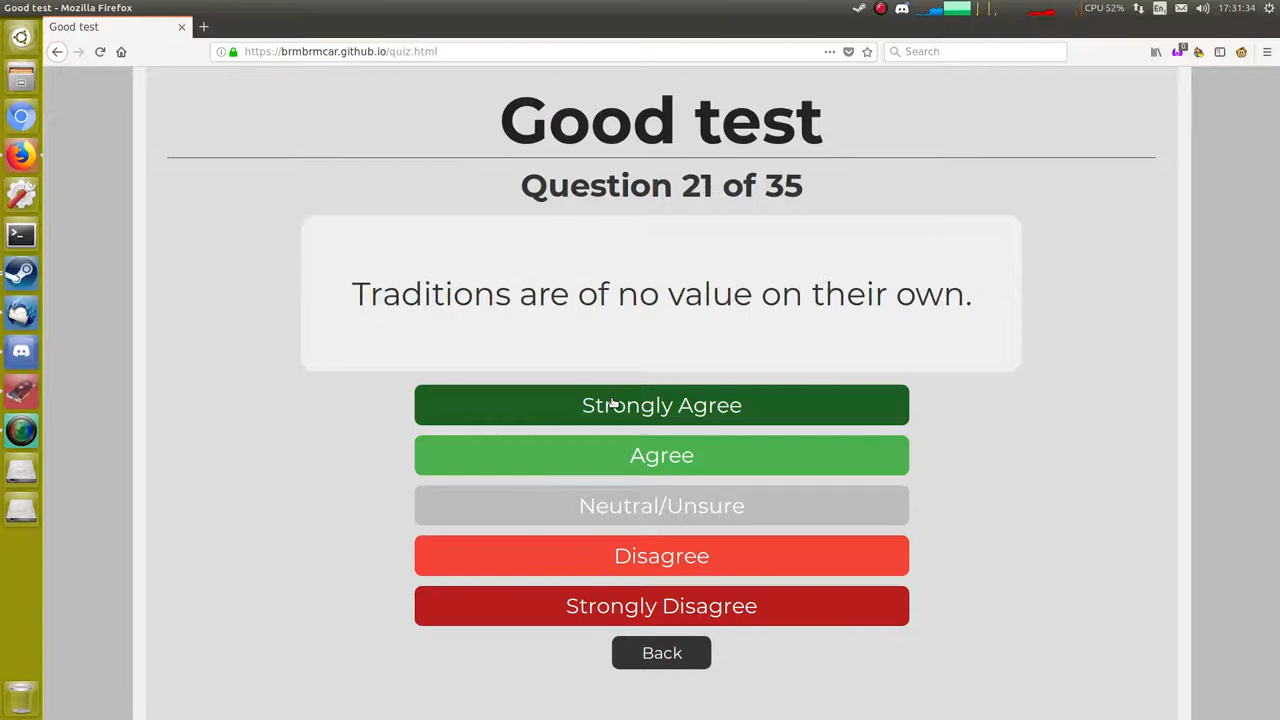 Good test - Mozilla Firefox
CPU 52%
En
17:31:34
Good test
https://brmbrmcar.github.io/quiz.html
Search
0
Good test
Question 21 of 35
Traditions are of no value on their own.
Strongly Agree
Agree
Neutral/Unsure
Disagree
Strongly Disagree
Back